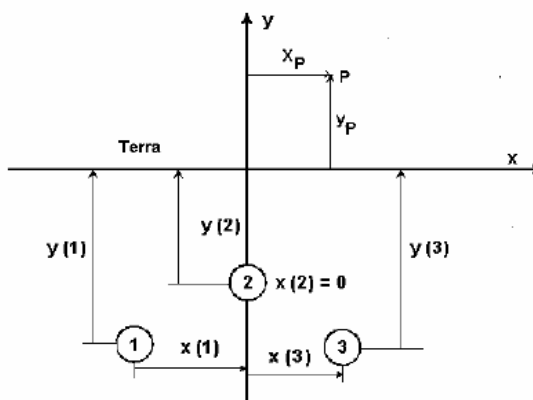 y
X_P
P
y_P
Terra
x
y (1)
y (2)
y (3)
2
x (2) = 0
1
3
x (1)
x (3)